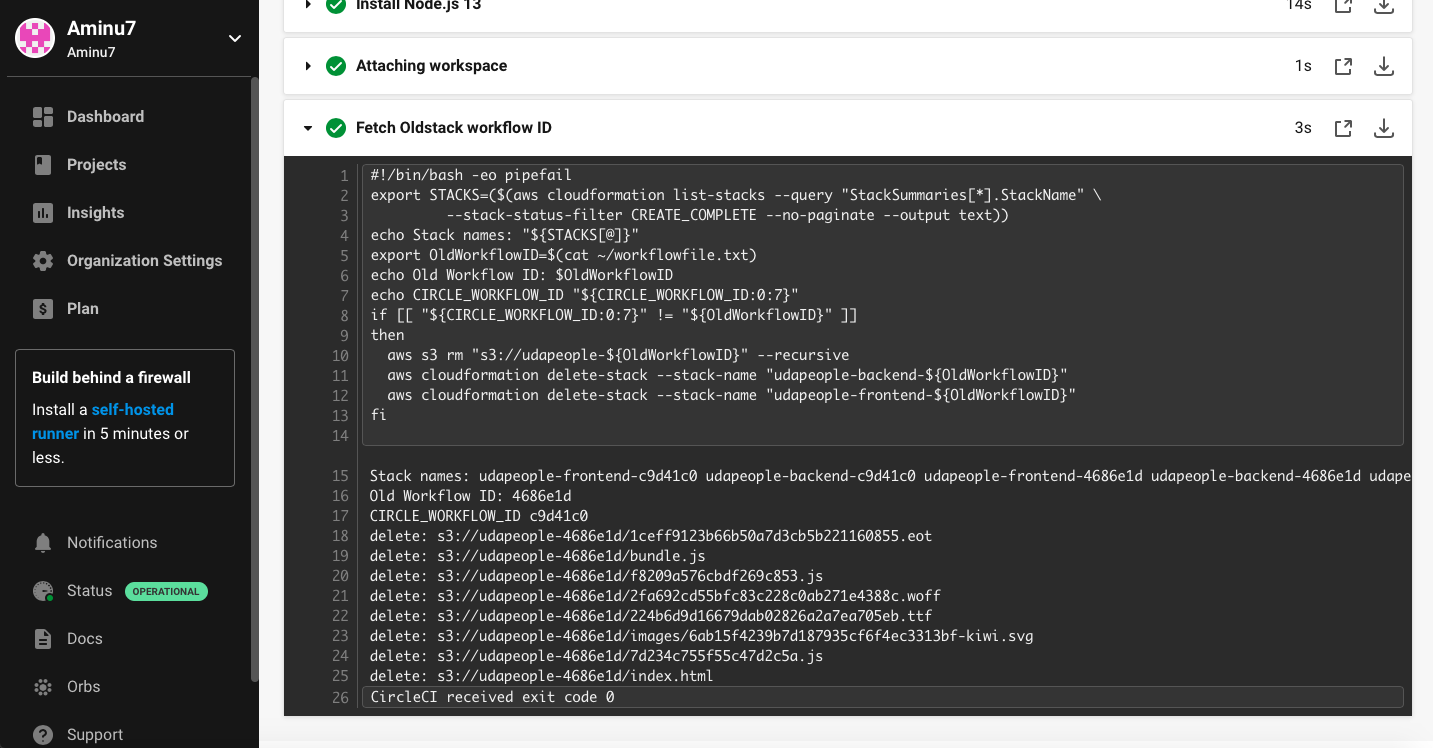 Aminu7
Aminu7
Dashboard
Projects
Insights
Organization Settings
Plan
Build behind a firewall
Install a self-hosted
runner in 5 minutes or
less.
Notifications
Status OPERATIONAL
Docs
Orbs
Support
Install Node.js 13 14s
Attaching workspace 1s
Fetch Oldstack workflow ID 3s
1 #!/bin/bash -eo pipefail
2 export STACKS=($(aws cloudformation list-stacks --query "StackSummaries[*].StackName" \
3          --stack-status-filter CREATE_COMPLETE --no-paginate --output text))
4 echo Stack names: "${STACKS[@]}"
5 export OldWorkflowID=$(cat ~/workflowfile.txt)
6 echo Old Workflow ID: $OldWorkflowID
7 echo CIRCLE_WORKFLOW_ID "${CIRCLE_WORKFLOW_ID:0:7}"
8 if [[ "${CIRCLE_WORKFLOW_ID:0:7}" != "${OldWorkflowID}" ]]
9 then
10   aws s3 rm "s3://udapeople-${OldWorkflowID}" --recursive
11   aws cloudformation delete-stack --stack-name "udapeople-backend-${OldWorkflowID}"
12   aws cloudformation delete-stack --stack-name "udapeople-frontend-${OldWorkflowID}"
13 fi
14
15 Stack names: udapeople-frontend-c9d41c0 udapeople-backend-c9d41c0 udapeople-frontend-4686e1d udapeople-backend-4686e1d udape
16 Old Workflow ID: 4686e1d
17 CIRCLE_WORKFLOW_ID c9d41c0
18 delete: s3://udapeople-4686e1d/1ceff9123b66b50a7d3cb5b221160855.eot
19 delete: s3://udapeople-4686e1d/bundle.js
20 delete: s3://udapeople-4686e1d/f8209a576cbdf269c853.js
21 delete: s3://udapeople-4686e1d/2fa692cd55bfc83c228c0ab271e4388c.woff
22 delete: s3://udapeople-4686e1d/224b6d9d16679dab02826a2a7ea705eb.ttf
23 delete: s3://udapeople-4686e1d/images/6ab15f4239b7d187935cf6f4ec3313bf-kiwi.svg
24 delete: s3://udapeople-4686e1d/7d234c755f55c47d2c5a.js
25 delete: s3://udapeople-4686e1d/index.html
26 CircleCI received exit code 0